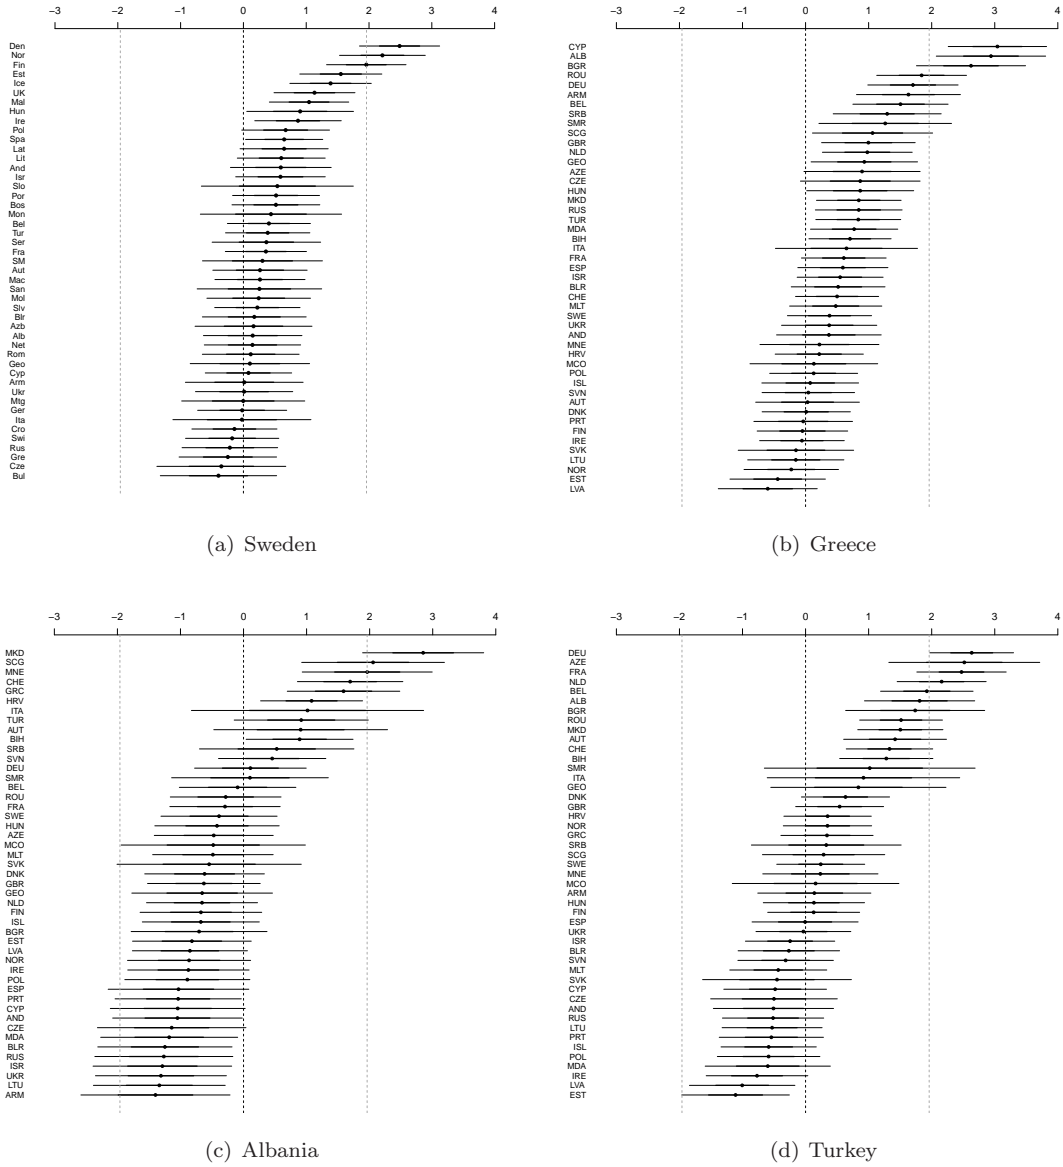 −3 −2 −1 0 1 2 3 4
Den
Nor
Fin
Est
Ice
UK
Mal
Hun
Ire
Pol
Spa
Lat
Lit
And
Isr
Slo
Por
Bos
Mon
Bel
Tur
Ser
Fra
SM
Aut
Mac
San
Mol
Slv
Blr
Azb
Alb
Net
Rom
Geo
Cyp
Arm
Ukr
Mtg
Ger
Ita
Cro
Swi
Rus
Gre
Cze
Bul
(a) Sweden
−3 −2 −1 0 1 2 3 4
CYP
ALB
BGR
ROU
DEU
ARM
BEL
SRB
SMR
SCG
GBR
NLD
GEO
AZE
CZE
HUN
MKD
RUS
TUR
MDA
BIH
ITA
FRA
ESP
ISR
BLR
CHE
MLT
SWE
UKR
AND
MNE
HRV
MCO
POL
ISL
SVN
AUT
DNK
PRT
FIN
IRE
SVK
LTU
NOR
EST
LVA
(b) Greece
−3 −2 −1 0 1 2 3 4
MKD
SCG
MNE
CHE
GRC
HRV
ITA
TUR
AUT
BIH
SRB
SVN
DEU
SMR
BEL
ROU
FRA
SWE
HUN
AZE
MCO
MLT
SVK
DNK
GBR
GEO
NLD
FIN
ISL
BGR
EST
LVA
NOR
IRE
POL
ESP
PRT
CYP
AND
CZE
MDA
BLR
RUS
ISR
UKR
LTU
ARM
(c) Albania
−3 −2 −1 0 1 2 3 4
DEU
AZE
FRA
NLD
BEL
ALB
BGR
ROU
MKD
AUT
CHE
BIH
SMR
ITA
GEO
DNK
GBR
HRV
NOR
GRC
SRB
SCG
SWE
MNE
MCO
ARM
HUN
FIN
ESP
UKR
ISR
BLR
SVN
MLT
SVK
CYP
CZE
AND
RUS
LTU
PRT
ISL
POL
MDA
IRE
LVA
EST
(d) Turkey